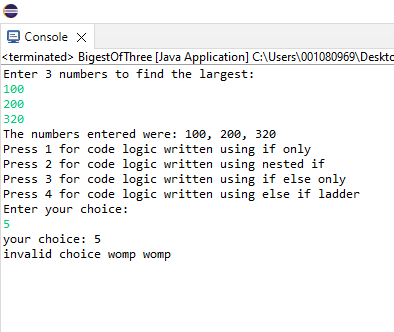 Console
<terminated> BigestOfThree [Java Application] C:\Users\001080969\Deskto
Enter 3 numbers to find the largest:
100
200
320
The numbers entered were: 100, 200, 320
Press 1 for code logic written using if only
Press 2 for code logic written using nested if
Press 3 for code logic written using if else only
Press 4 for code logic written using else if ladder
Enter your choice:
5
your choice: 5
invalid choice womp womp